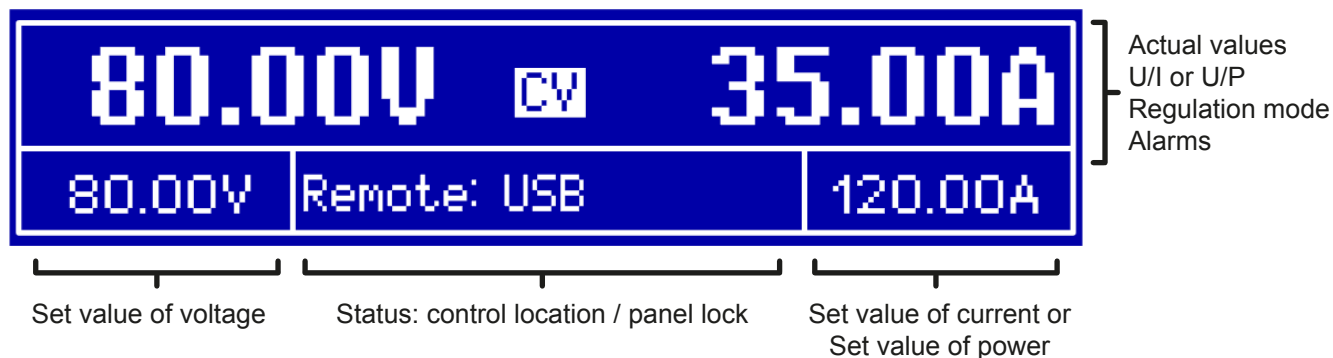 80.00V CV 35.00A
Actual values
U/I or U/P
Regulation mode
Alarms
80.00V Remote: USB 120.00A
Set value of voltage
Status: control location / panel lock
Set value of current or
Set value of power